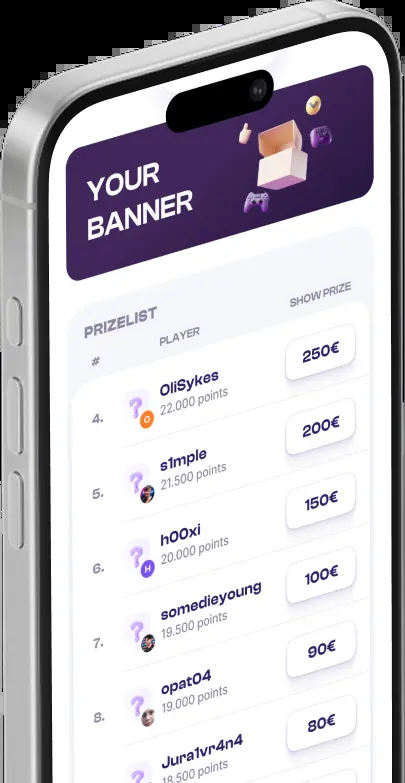 YOUR
BANNER
PRIZELIST
# PLAYER SHOW PRIZE
4. O OliSykes 250€
22.000 points
5. s1mple 200€
21.500 points
6. H h00xi 150€
20.000 points
7. somedieyoung 100€
19.500 points
8. opat04 90€
19.000 points
Jura1vr4n4 80€
18.500 points